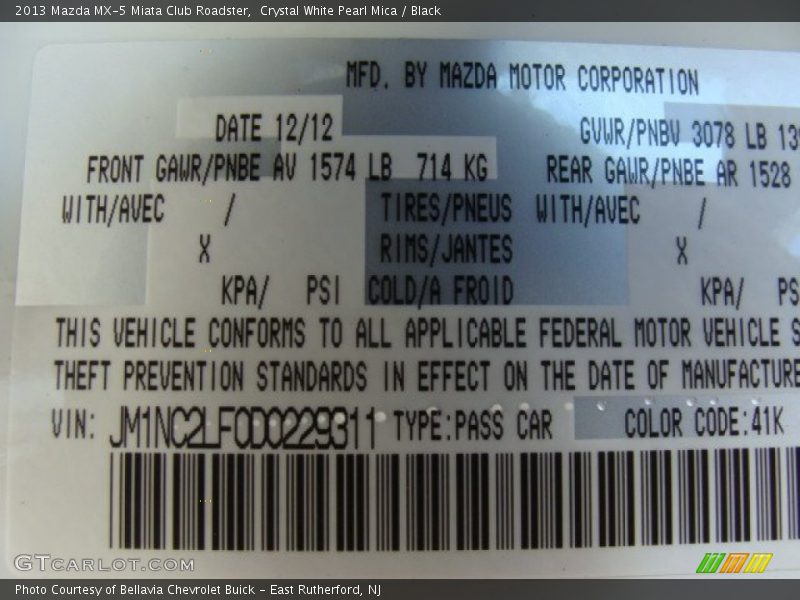 2013 Mazda MX-5 Miata Club Roadster,  Crystal White Pearl Mica / Black
MFD. BY MAZDA MOTOR CORPORATION
DATE 12/12 GVWR/PNBV 3078 LB 13
FRONT GAWR/PNBE AV 1574 LB 714 KG REAR GAWR/PNBE AR 1528
WITH/AVEC / TIRES/PNEUS WITH/AVEC /
X RIMS/JANTES X
KPA/ PSI COLD/A FROID KPA/ PS
THIS VEHICLE CONFORMS TO ALL APPLICABLE FEDERAL MOTOR VEHICLE S
THEFT PREVENTION STANDARDS IN EFFECT ON THE DATE OF MANUFACTURE
VIN: JM1NC2LF0D0229311 TYPE:PASS CAR COLOR CODE:41K
GTCARLOT.COM
Photo Courtesy of Bellavia Chevrolet Buick - East Rutherford, NJ